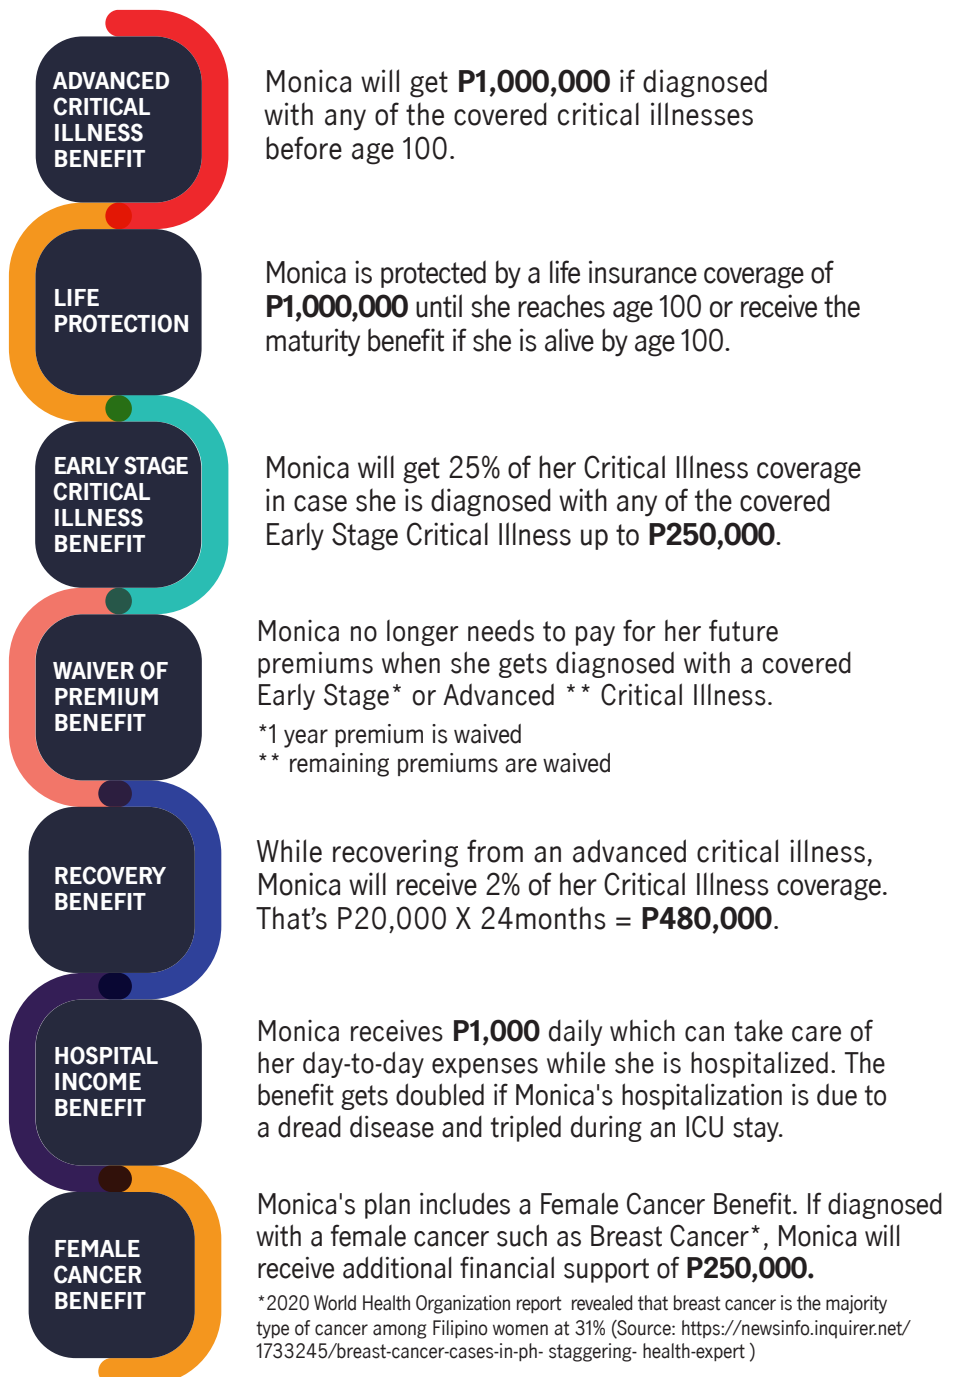 ADVANCED
CRITICAL
ILLNESS
BENEFIT
Monica will get P1,000,000 if diagnosed
with any of the covered critical illnesses
before age 100.
LIFE
PROTECTION
Monica is protected by a life insurance coverage of
P1,000,000 until she reaches age 100 or receive the
maturity benefit if she is alive by age 100.
EARLY STAGE
CRITICAL
ILLNESS
BENEFIT
Monica will get 25% of her Critical Illness coverage
in case she is diagnosed with any of the covered
Early Stage Critical Illness up to P250,000.
WAIVER OF
PREMIUM
BENEFIT
Monica no longer needs to pay for her future
premiums when she gets diagnosed with a covered
Early Stage* or Advanced ** Critical Illness.
*1 year premium is waived
** remaining premiums are waived
RECOVERY
BENEFIT
While recovering from an advanced critical illness,
Monica will receive 2% of her Critical Illness coverage.
That's P20,000 X 24months = P480,000.
HOSPITAL
INCOME
BENEFIT
Monica receives P1,000 daily which can take care of
her day-to-day expenses while she is hospitalized. The
benefit gets doubled if Monica's hospitalization is due to
a dread disease and tripled during an ICU stay.
FEMALE
CANCER
BENEFIT
Monica's plan includes a Female Cancer Benefit. If diagnosed
with a female cancer such as Breast Cancer*, Monica will
receive additional financial support of P250,000.
*2020 World Health Organization report revealed that breast cancer is the majority
type of cancer among Filipino women at 31% (Source: https://newsinfo.inquirer.net/
1733245/breast-cancer-cases-in-ph- staggering- health-expert )